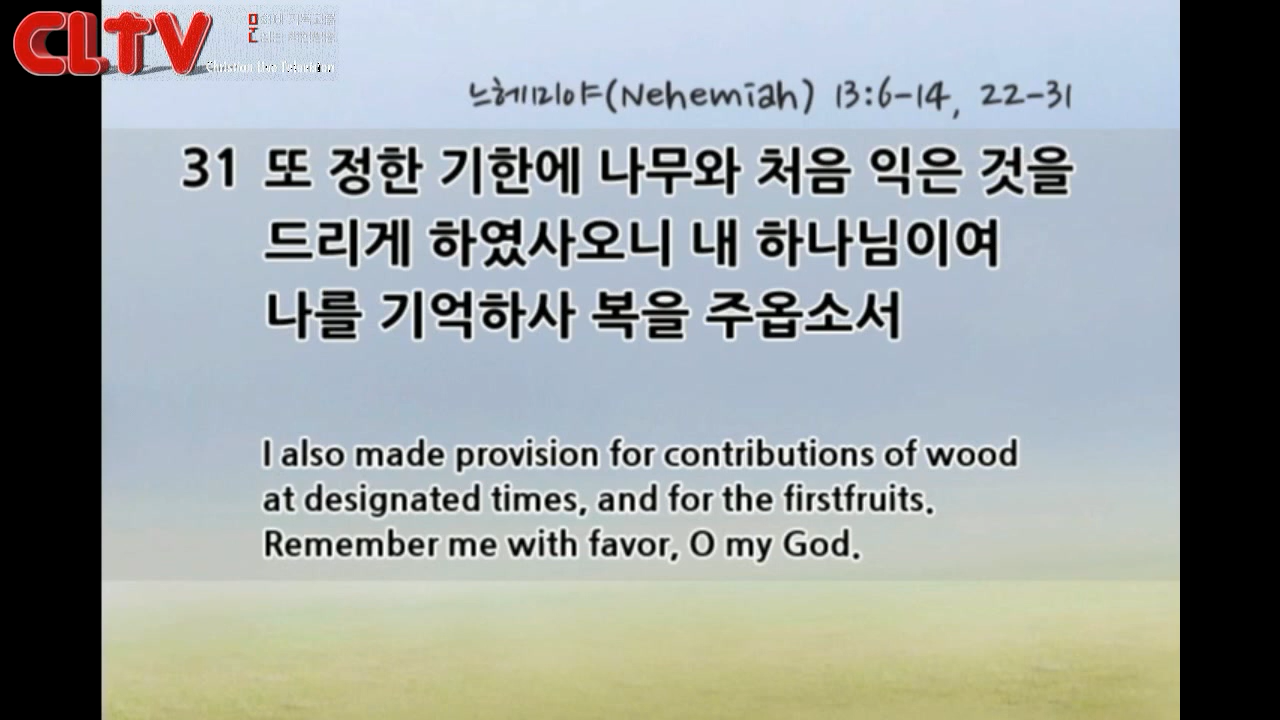 CLTV
Christian Live Television
느헤미야(Nehemiah) 13:6-14, 22-31
31 또 정한 기한에 나무와 처음 익은 것을
드리게 하였사오니 내 하나님이여
나를 기억하사 복을 주옵소서
I also made provision for contributions of wood
at designated times, and for the firstfruits.
Remember me with favor, O my God.